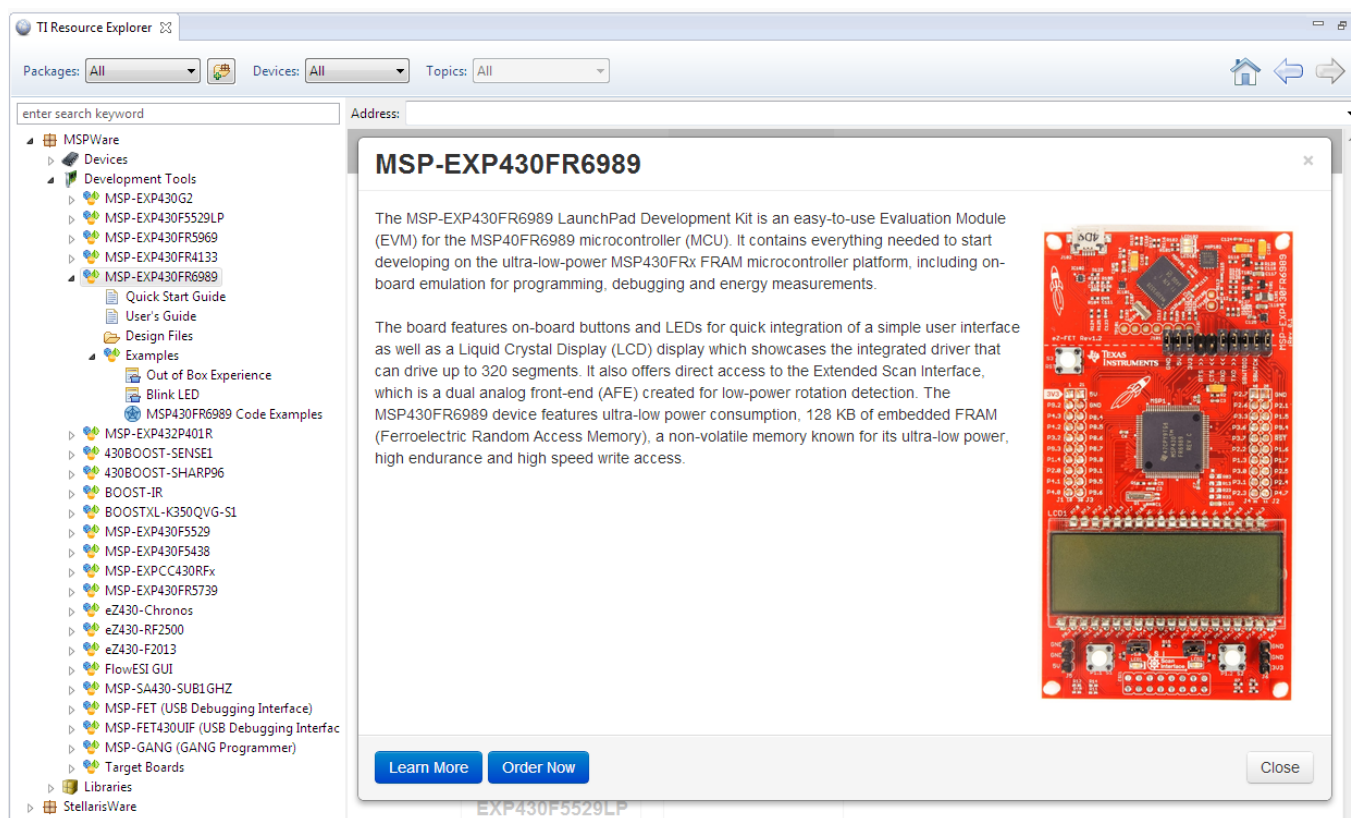 TI Resource Explorer
Packages: All Devices: All Topics: All
enter search keyword
Address:
MSPWare
Devices
Development Tools
MSP-EXP430G2
MSP-EXP430F5529LP
MSP-EXP430FR5969
MSP-EXP430FR4133
MSP-EXP430FR6989
Quick Start Guide
User's Guide
Design Files
Examples
Out of Box Experience
Blink LED
MSP430FR6989 Code Examples
MSP-EXP432P401R
430BOOST-SENSE1
430BOOST-SHARP96
BOOST-IR
BOOSTXL-K350QVG-S1
MSP-EXP430F5529
MSP-EXP430F5438
MSP-EXPCC430RFx
MSP-EXP430FR5739
eZ430-Chronos
eZ430-RF2500
eZ430-F2013
FlowESI GUI
MSP-SA430-SUB1GHZ
MSP-FET (USB Debugging Interface)
MSP-FET430UIF (USB Debugging Interfac
MSP-GANG (GANG Programmer)
Target Boards
Libraries
StellarisWare
MSP-EXP430FR6989
The MSP-EXP430FR6989 LaunchPad Development Kit is an easy-to-use Evaluation Module
(EVM) for the MSP40FR6989 microcontroller (MCU). It contains everything needed to start
developing on the ultra-low-power MSP430FRx FRAM microcontroller platform, including on-
board emulation for programming, debugging and energy measurements.
The board features on-board buttons and LEDs for quick integration of a simple user interface
as well as a Liquid Crystal Display (LCD) display which showcases the integrated driver that
can drive up to 320 segments. It also offers direct access to the Extended Scan Interface,
which is a dual analog front-end (AFE) created for low-power rotation detection. The
MSP430FR6989 device features ultra-low power consumption, 128 KB of embedded FRAM
(Ferroelectric Random Access Memory), a non-volatile memory known for its ultra-low power,
high endurance and high speed write access.
eZ-FET Rev1.2
TEXAS
INSTRUMENTS
MSP-EXP430FR6989
LCD1
Scan
Interface
Learn More Order Now Close
EXP430F5529LP